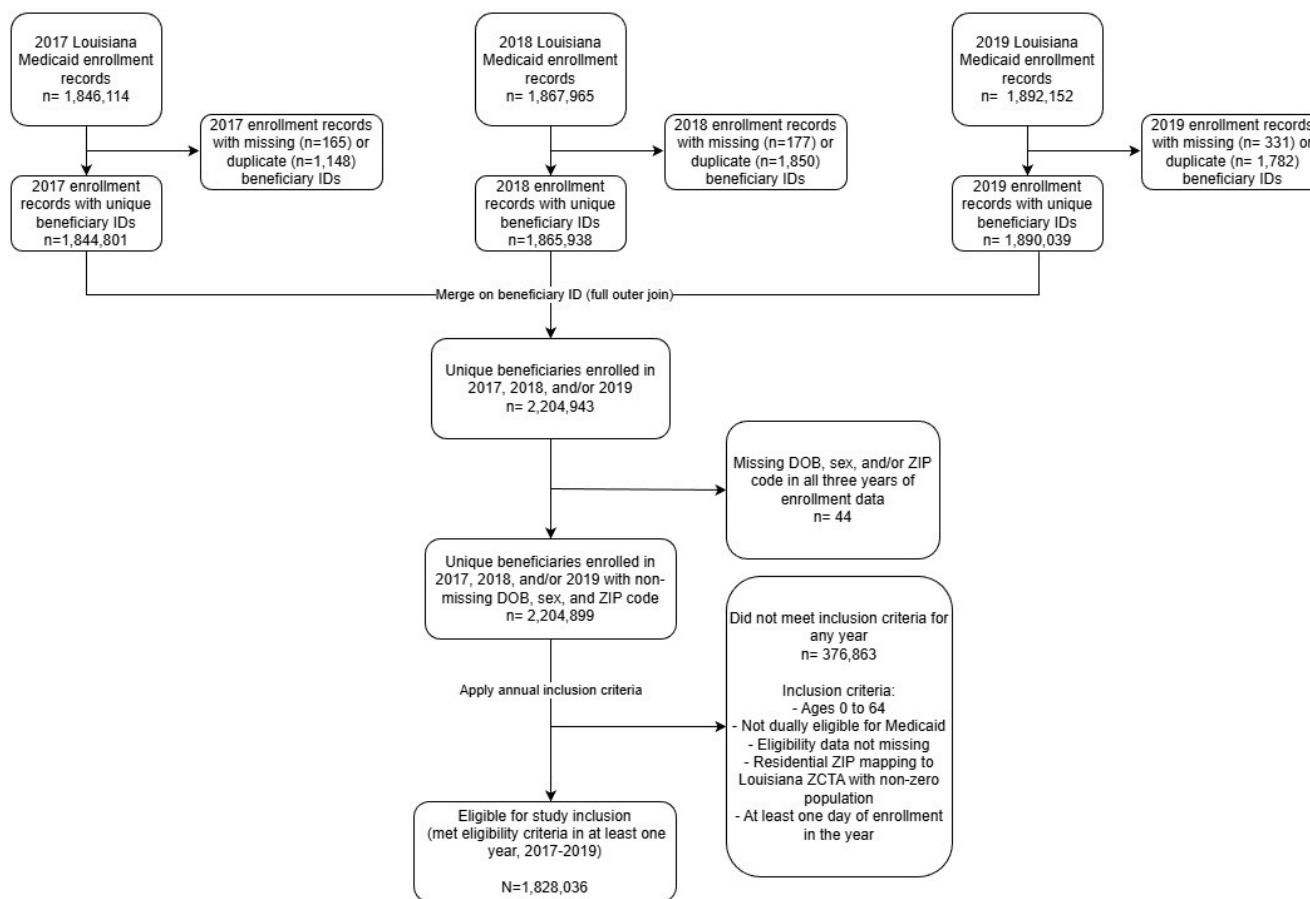 2017 Louisiana
Medicaid enrollment
records
n= 1,846,114
2018 Louisiana
Medicaid enrollment
records
n= 1,867,965
2019 Louisiana
Medicaid enrollment
records
n= 1,892,152
2017 enrollment records
with missing (n=165) or
duplicate (n=1,148)
beneficiary IDs
2018 enrollment records
with missing (n=177) or
duplicate (n=1,850)
beneficiary IDs
2019 enrollment records
with missing (n= 331) or
duplicate (n= 1,782)
beneficiary IDs
2017 enrollment
records with unique
beneficiary IDs
n=1,844,801
2018 enrollment
records with unique
beneficiary IDs
n=1,865,938
2019 enrollment
records with unique
beneficiary IDs
n= 1,890,039
Merge on beneficiary ID (full outer join)
Unique beneficiaries enrolled in
2017, 2018, and/or 2019
n= 2,204,943
Missing DOB, sex, and/or ZIP
code in all three years of
enrollment data
n= 44
Unique beneficiaries enrolled in
2017, 2018, and/or 2019 with non-
missing DOB, sex, and ZIP code
n= 2,204,899
Did not meet inclusion criteria for
any year
n= 376,863
Inclusion criteria:
- Ages 0 to 64
- Not dually eligible for Medicaid
- Eligibility data not missing
- Residential ZIP mapping to
Louisiana ZCTA with non-zero
population
- At least one day of enrollment
in the year
Apply annual inclusion criteria
Eligible for study inclusion
(met eligibility criteria in at least one
year, 2017-2019)
N=1,828,036